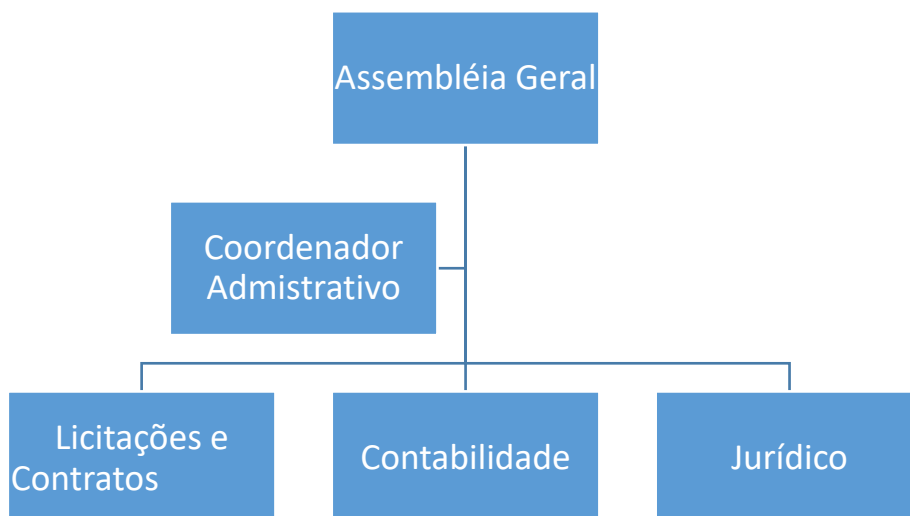 Assembléia Geral
Coordenador
Admistrativo
Licitações e
Contratos
Contabilidade
Jurídico